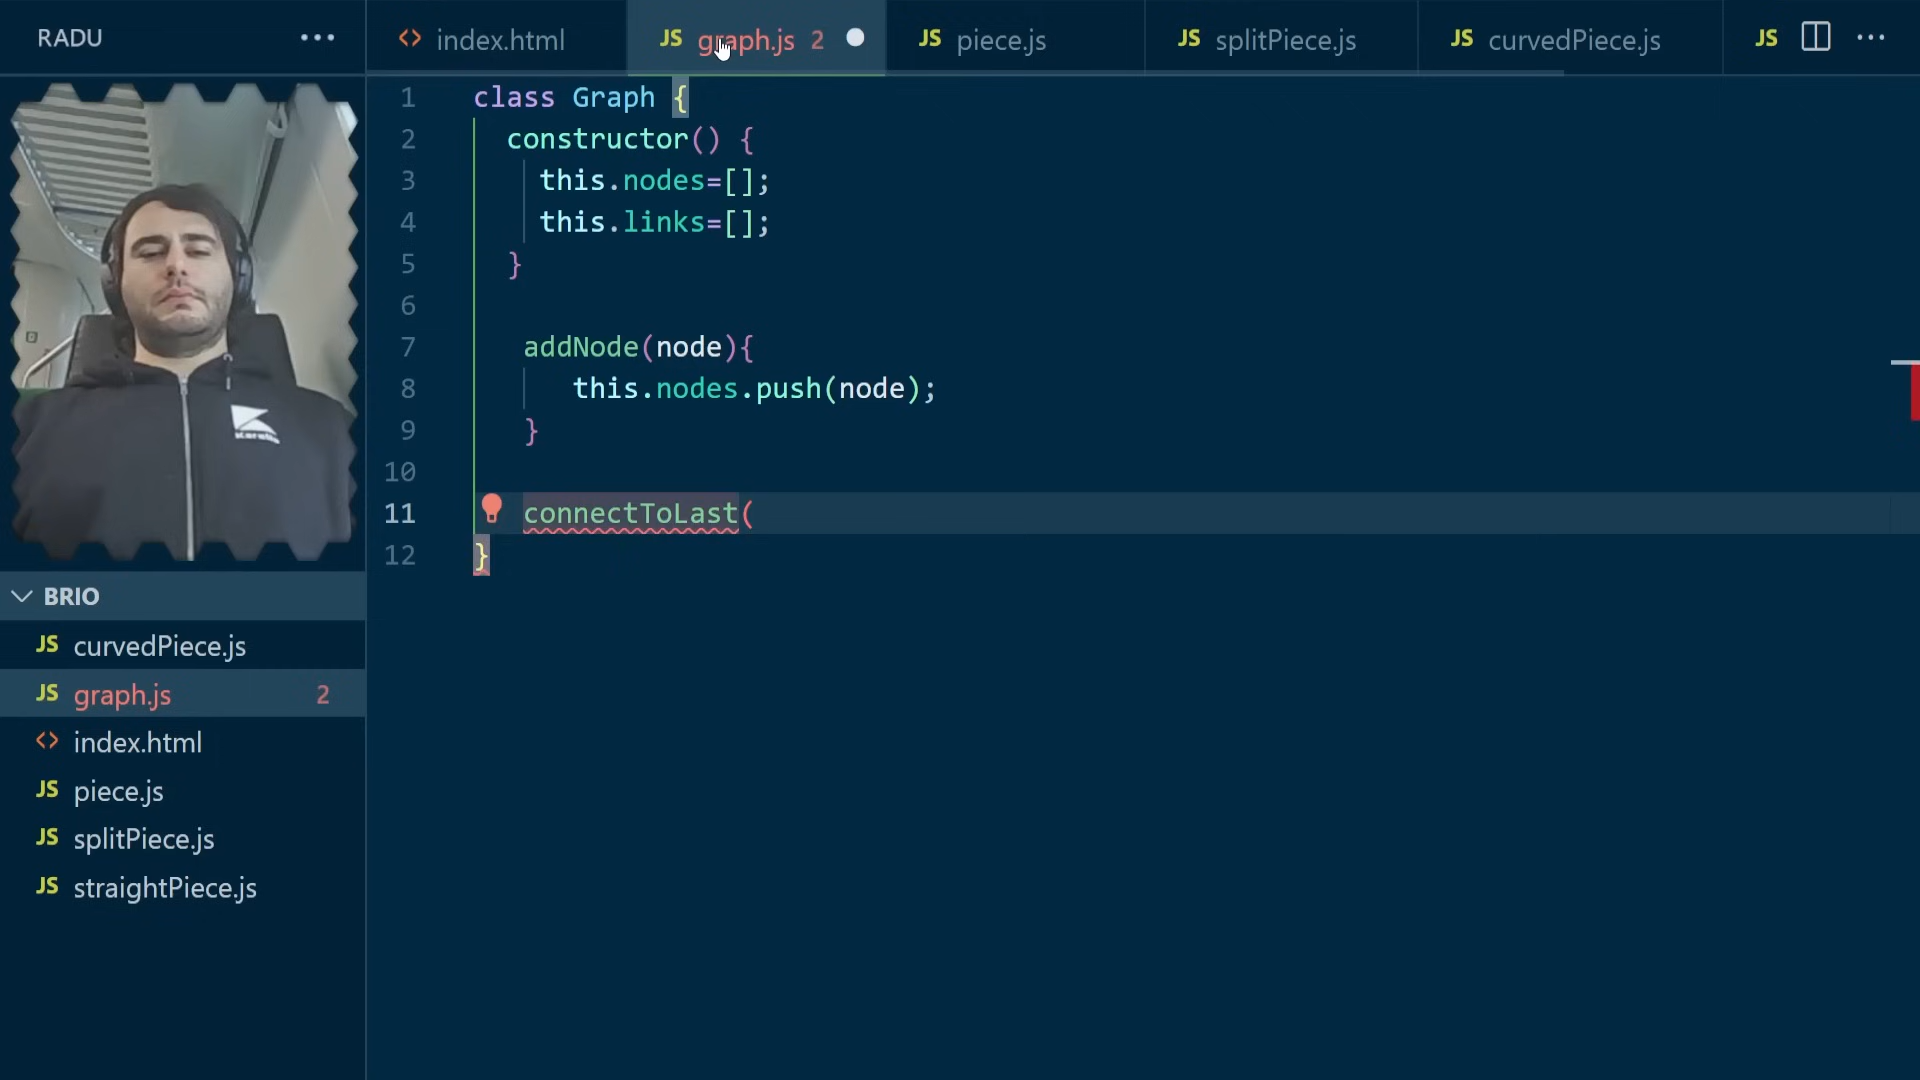 RADU
index.html
JS graph.js 2
JS piece.js
JS splitPiece.js
JS curvedPiece.js
JS
1 class Graph {
2 constructor() {
3 this.nodes=[];
4 this.links=[];
5 }
6
7 addNode(node){
8 this.nodes.push(node);
9 }
10
11 connectToLast(
12 }
BRIO
JS curvedPiece.js
JS graph.js 2
index.html
JS piece.js
JS splitPiece.js
JS straightPiece.js